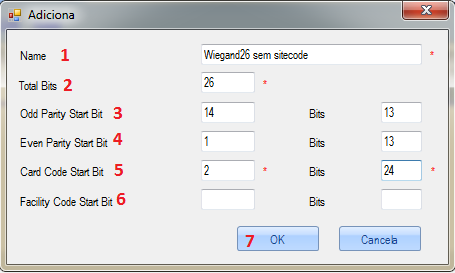 Adiciona
Name 1 Wiegand26 sem sitecode *
Total Bits 2 26 *
Odd Parity Start Bit 3 14 Bits 13
Even Parity Start Bit 4 1 Bits 13
Card Code Start Bit 5 2 * Bits 24 *
Facility Code Start Bit 6 Bits
7 OK Cancela